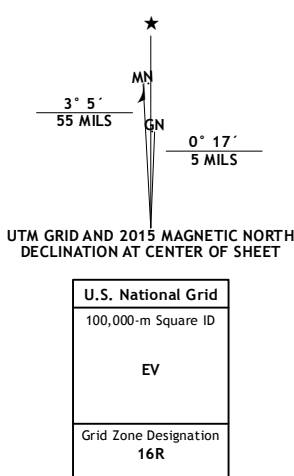 ★
MN
3° 5´
55 MILS
GN
0° 17´
5 MILS
UTM GRID AND 2015 MAGNETIC NORTH
DECLINATION AT CENTER OF SHEET
U.S. National Grid
100,000-m Square ID
EV
Grid Zone Designation
16R